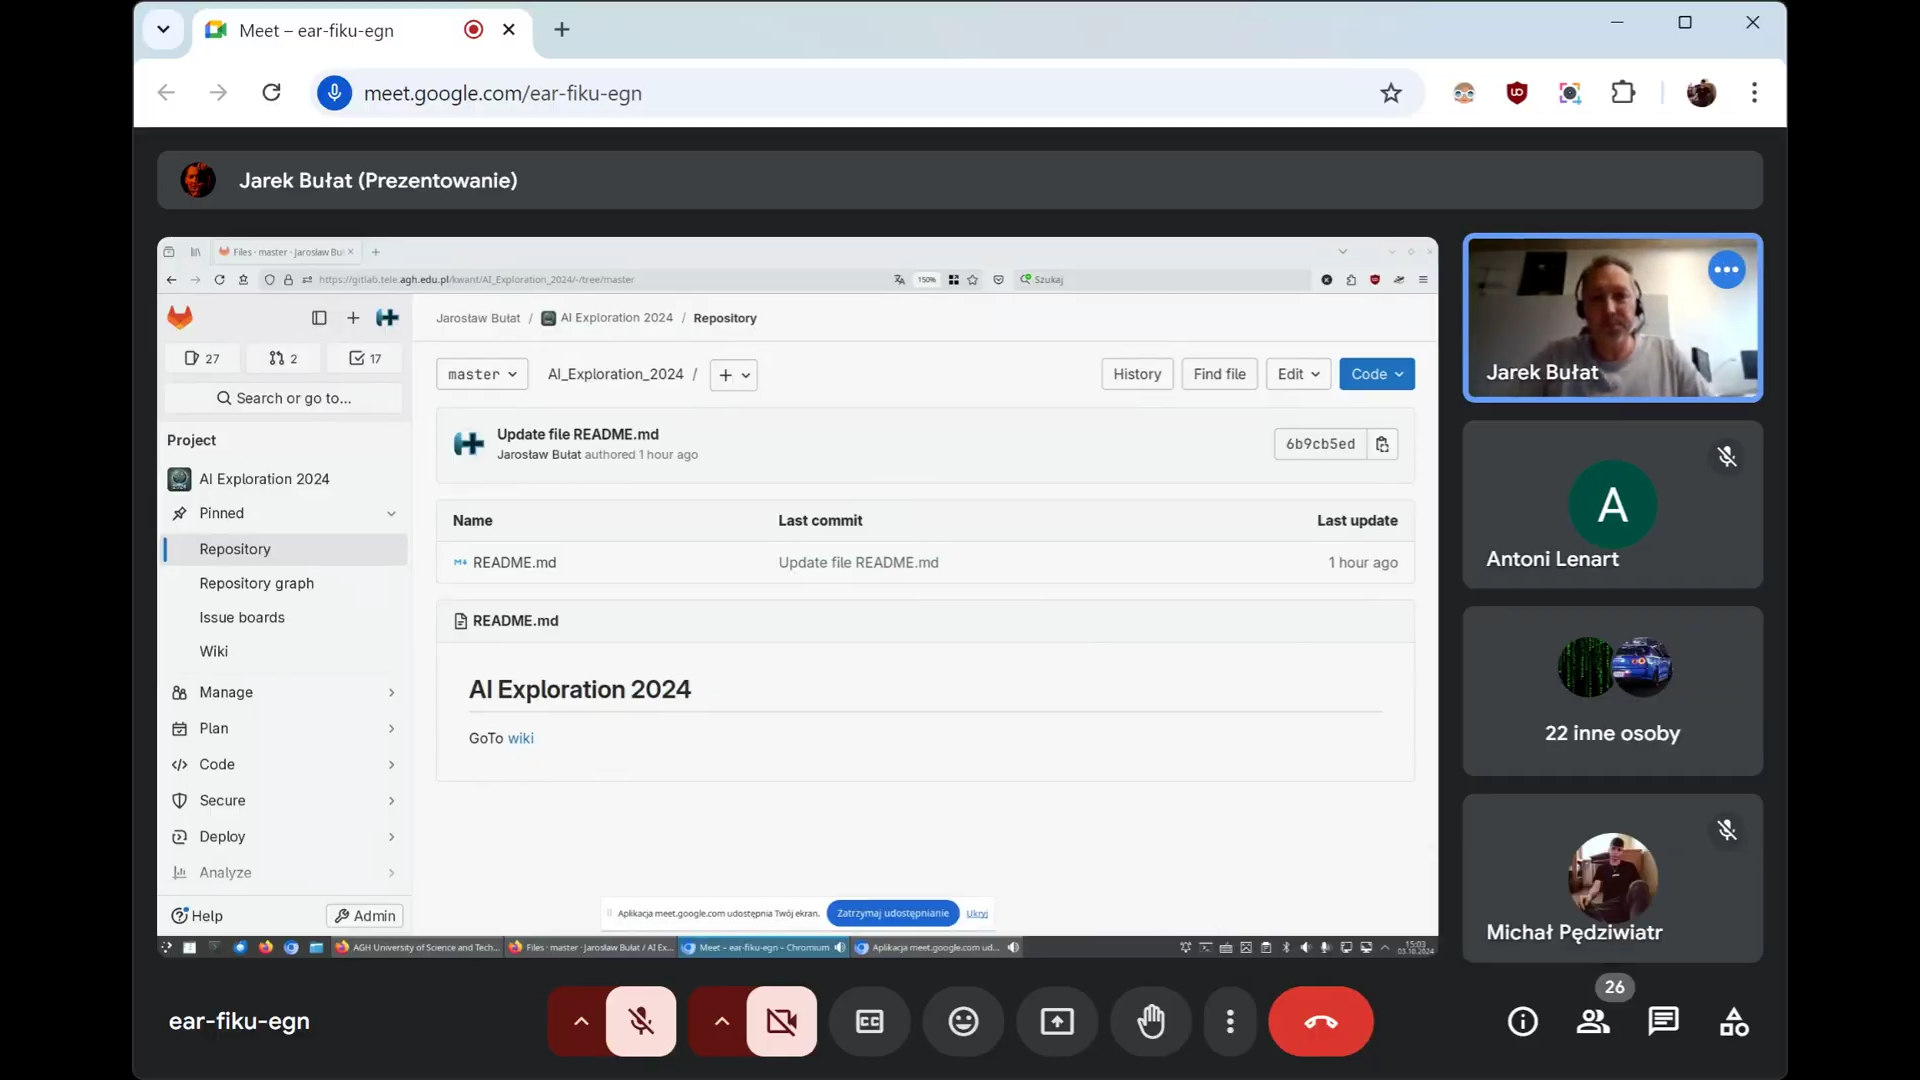 Meet – ear-fiku-egn
meet.google.com/ear-fiku-egn
Jarek Bułat (Prezentowanie)
Files · master · Jarosław Buł
https://gitlab.tele.agh.edu.pl/kwant/AI_Exploration_2024/-/tree/master
150%
Szukaj
27
2
17
Search or go to...
Project
AI Exploration 2024
Pinned
Repository
Repository graph
Issue boards
Wiki
Manage
Plan
Code
Secure
Deploy
Analyze
Help
Admin
Jarosław Bułat / AI Exploration 2024 / Repository
master
AI_Exploration_2024 /
History
Find file
Edit
Code
Update file README.md
Jarosław Bułat authored 1 hour ago
6b9cb5ed
Name Last commit Last update
README.md Update file README.md 1 hour ago
README.md
AI Exploration 2024
GoTo wiki
Aplikacja meet.google.com udostępnia Twój ekran.
Zatrzymaj udostępnianie
Ukryj
AGH University of Science and Tech...
Files · master · Jarosław Bułat / AI Ex...
Meet – ear-fiku-egn – Chromium
Aplikacja meet.google.com ud...
15:03
03.10.2024
Jarek Bułat
A
Antoni Lenart
22 inne osoby
Michał Pędziwiatr
ear-fiku-egn
26